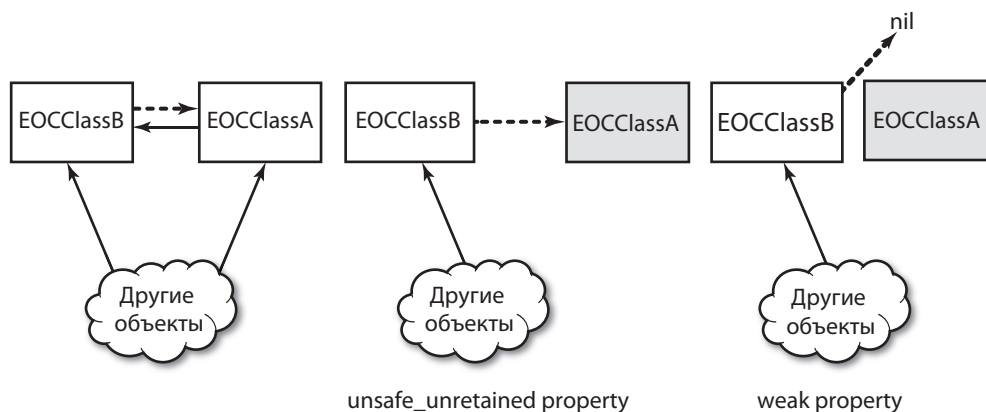 nil
EOCClassB
EOCClassA
EOCClassB
EOCClassA
EOCClassB
EOCClassA
Другие
объекты
Другие
объекты
Другие
объекты
unsafe_unretained property
weak property